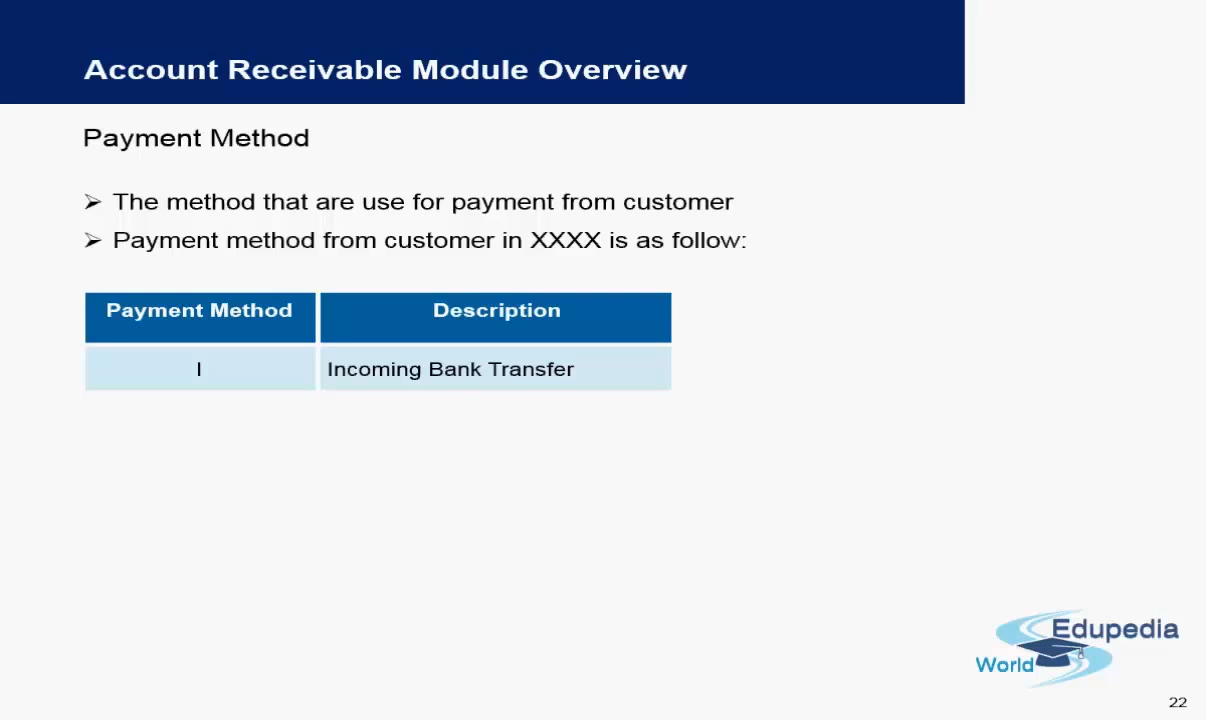 Account Receivable Module Overview
Payment Method
➢ The method that are use for payment from customer
➢ Payment method from customer in XXXX is as follow:
Payment Method Description
I Incoming Bank Transfer
Edupedia
World
22